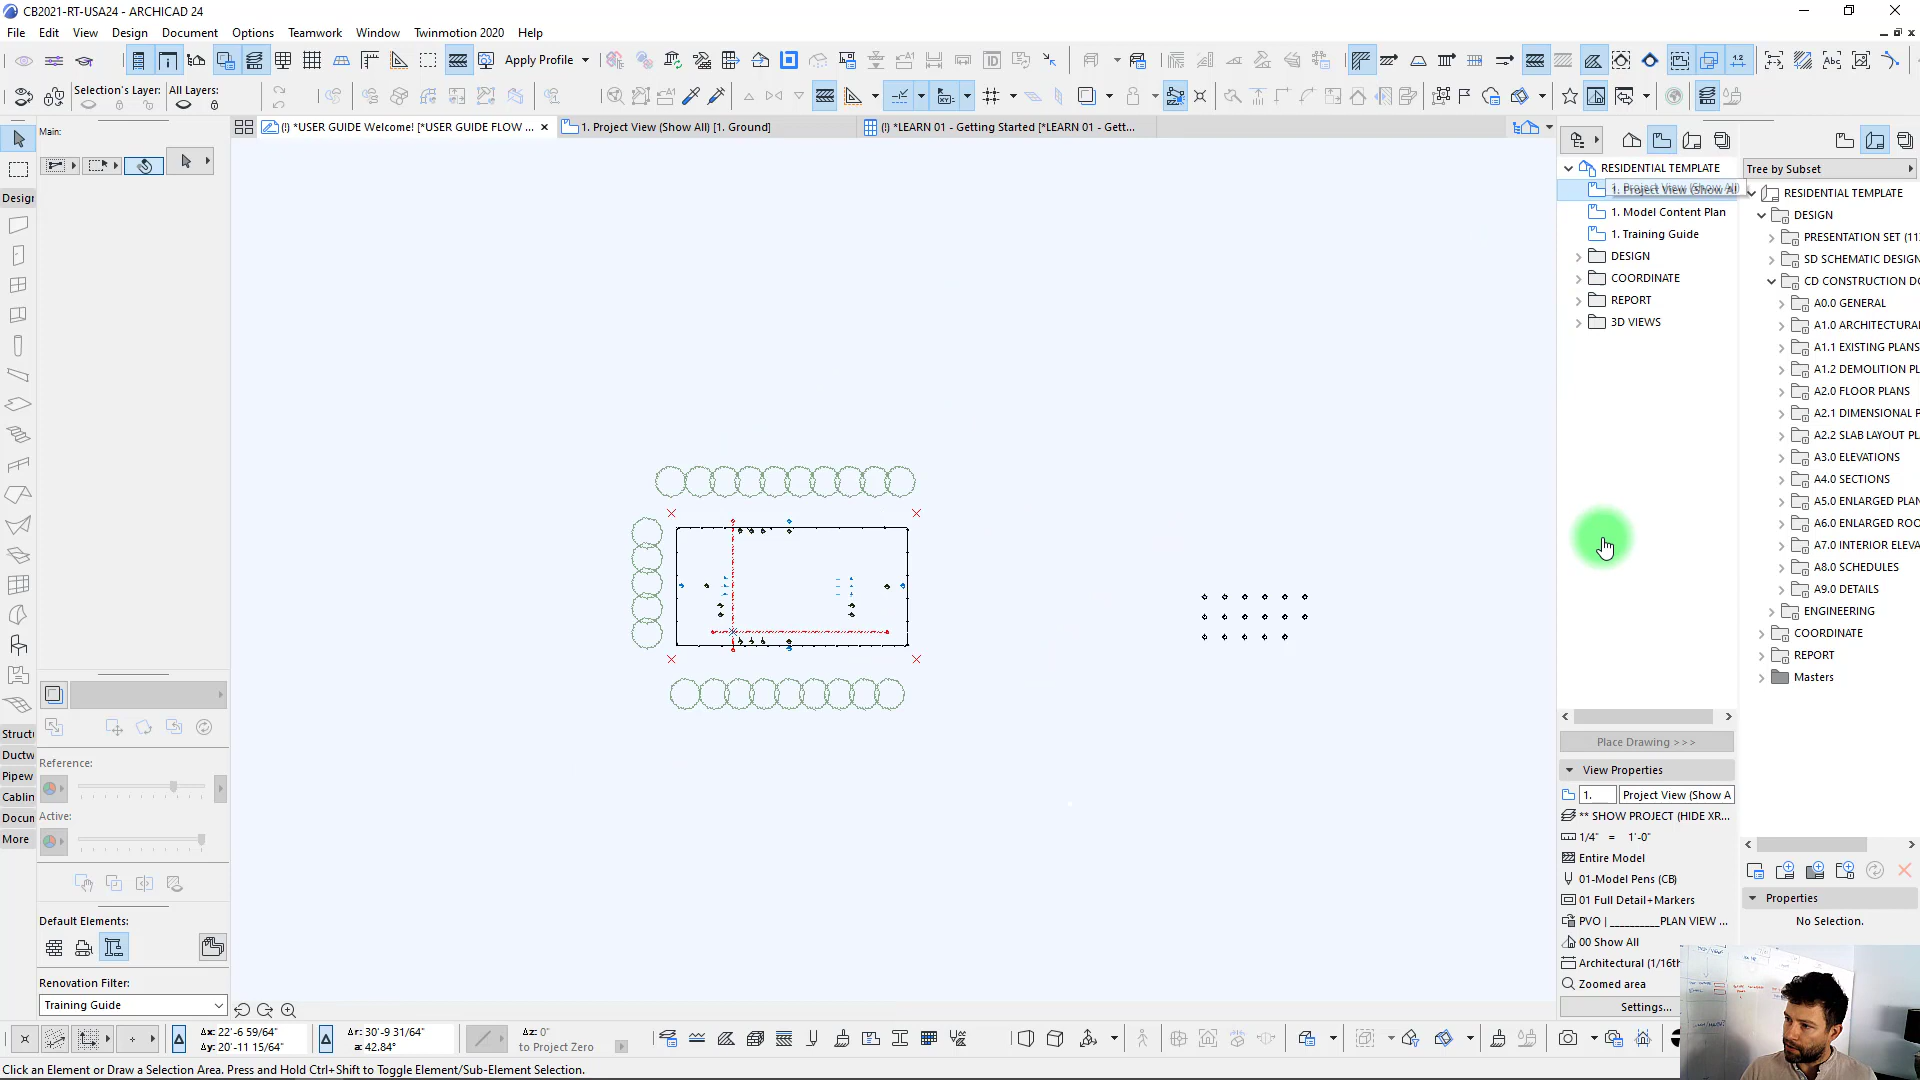 CB2021-RT-USA24 - ARCHICAD 24
File Edit View Design Document Options Teamwork Window Twinmotion 2020 Help
Apply Profile
Selection's Layer: All Layers:
Main:
(!) *USER GUIDE Welcome! [*USER GUIDE FLOW ...
1. Project View (Show All) [1. Ground]
(!) *LEARN 01 - Getting Started [*LEARN 01 - Gett...
Design
Struct
Ductw
Pipew
Cablin
Docum
More
Reference:
Active:
Default Elements:
Renovation Filter:
Training Guide
RESIDENTIAL TEMPLATE
1. Project View (Show Al
1. Model Content Plan
1. Training Guide
DESIGN
COORDINATE
REPORT
3D VIEWS
Place Drawing >>>
View Properties
1. Project View (Show A
** SHOW PROJECT (HIDE XR...
1/4" = 1'-0"
Entire Model
01-Model Pens (CB)
01 Full Detail+Markers
PVO | __________PLAN VIEW ...
00 Show All
Architectural (1/16th
Zoomed area
Settings...
Tree by Subset
RESIDENTIAL TEMPLATE
DESIGN
PRESENTATION SET (11
SD SCHEMATIC DESIGN
CD CONSTRUCTION DO
A0.0 GENERAL
A1.0 ARCHITECTURAL
A1.1 EXISTING PLANS
A1.2 DEMOLITION PL
A2.0 FLOOR PLANS
A2.1 DIMENSIONAL P
A2.2 SLAB LAYOUT PL
A3.0 ELEVATIONS
A4.0 SECTIONS
A5.0 ENLARGED PLAN
A6.0 ENLARGED ROO
A7.0 INTERIOR ELEVA
A8.0 SCHEDULES
A9.0 DETAILS
ENGINEERING
COORDINATE
REPORT
Masters
Properties
No Selection.
Δx: 22'-6 59/64"
Δy: 20'-11 15/64"
Δr: 30'-9 31/64"
a: 42.84°
Δz: 0"
to Project Zero
Click an Element or Draw a Selection Area. Press and Hold Ctrl+Shift to Toggle Element/Sub-Element Selection.